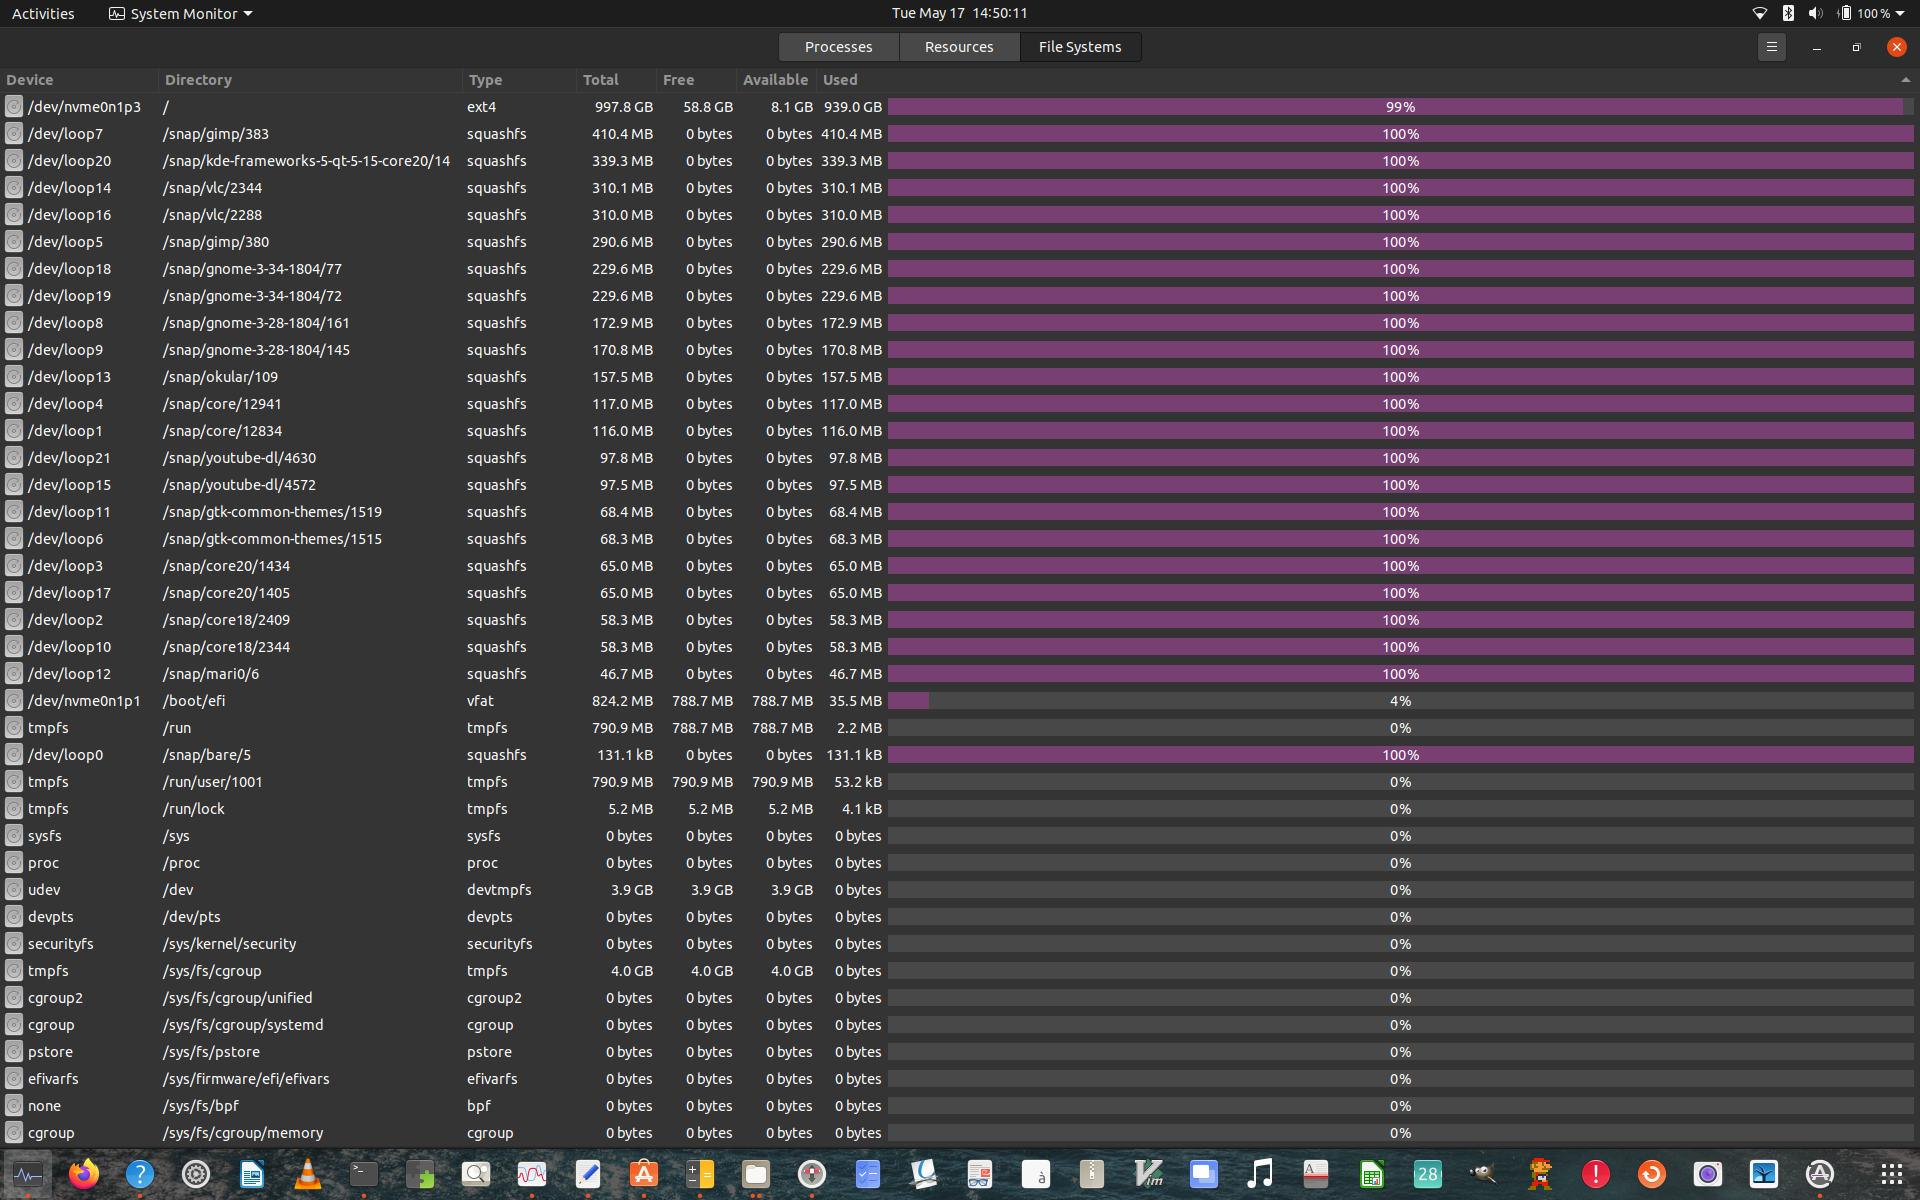 Activities System Monitor Tue May 17 14:50:11 100 %
Processes Resources File Systems
Device Directory Type Total Free Available Used
/dev/nvme0n1p3 / ext4 997.8 GB 58.8 GB 8.1 GB 939.0 GB 99%
/dev/loop7 /snap/gimp/383 squashfs 410.4 MB 0 bytes 0 bytes 410.4 MB 100%
/dev/loop20 /snap/kde-frameworks-5-qt-5-15-core20/14 squashfs 339.3 MB 0 bytes 0 bytes 339.3 MB 100%
/dev/loop14 /snap/vlc/2344 squashfs 310.1 MB 0 bytes 0 bytes 310.1 MB 100%
/dev/loop16 /snap/vlc/2288 squashfs 310.0 MB 0 bytes 0 bytes 310.0 MB 100%
/dev/loop5 /snap/gimp/380 squashfs 290.6 MB 0 bytes 0 bytes 290.6 MB 100%
/dev/loop18 /snap/gnome-3-34-1804/77 squashfs 229.6 MB 0 bytes 0 bytes 229.6 MB 100%
/dev/loop19 /snap/gnome-3-34-1804/72 squashfs 229.6 MB 0 bytes 0 bytes 229.6 MB 100%
/dev/loop8 /snap/gnome-3-28-1804/161 squashfs 172.9 MB 0 bytes 0 bytes 172.9 MB 100%
/dev/loop9 /snap/gnome-3-28-1804/145 squashfs 170.8 MB 0 bytes 0 bytes 170.8 MB 100%
/dev/loop13 /snap/okular/109 squashfs 157.5 MB 0 bytes 0 bytes 157.5 MB 100%
/dev/loop4 /snap/core/12941 squashfs 117.0 MB 0 bytes 0 bytes 117.0 MB 100%
/dev/loop1 /snap/core/12834 squashfs 116.0 MB 0 bytes 0 bytes 116.0 MB 100%
/dev/loop21 /snap/youtube-dl/4630 squashfs 97.8 MB 0 bytes 0 bytes 97.8 MB 100%
/dev/loop15 /snap/youtube-dl/4572 squashfs 97.5 MB 0 bytes 0 bytes 97.5 MB 100%
/dev/loop11 /snap/gtk-common-themes/1519 squashfs 68.4 MB 0 bytes 0 bytes 68.4 MB 100%
/dev/loop6 /snap/gtk-common-themes/1515 squashfs 68.3 MB 0 bytes 0 bytes 68.3 MB 100%
/dev/loop3 /snap/core20/1434 squashfs 65.0 MB 0 bytes 0 bytes 65.0 MB 100%
/dev/loop17 /snap/core20/1405 squashfs 65.0 MB 0 bytes 0 bytes 65.0 MB 100%
/dev/loop2 /snap/core18/2409 squashfs 58.3 MB 0 bytes 0 bytes 58.3 MB 100%
/dev/loop10 /snap/core18/2344 squashfs 58.3 MB 0 bytes 0 bytes 58.3 MB 100%
/dev/loop12 /snap/mari0/6 squashfs 46.7 MB 0 bytes 0 bytes 46.7 MB 100%
/dev/nvme0n1p1 /boot/efi vfat 824.2 MB 788.7 MB 788.7 MB 35.5 MB 4%
tmpfs /run tmpfs 790.9 MB 788.7 MB 788.7 MB 2.2 MB 0%
/dev/loop0 /snap/bare/5 squashfs 131.1 kB 0 bytes 0 bytes 131.1 kB 100%
tmpfs /run/user/1001 tmpfs 790.9 MB 790.9 MB 790.9 MB 53.2 kB 0%
tmpfs /run/lock tmpfs 5.2 MB 5.2 MB 5.2 MB 4.1 kB 0%
sysfs /sys sysfs 0 bytes 0 bytes 0 bytes 0 bytes 0%
proc /proc proc 0 bytes 0 bytes 0 bytes 0 bytes 0%
udev /dev devtmpfs 3.9 GB 3.9 GB 3.9 GB 0 bytes 0%
devpts /dev/pts devpts 0 bytes 0 bytes 0 bytes 0 bytes 0%
securityfs /sys/kernel/security securityfs 0 bytes 0 bytes 0 bytes 0 bytes 0%
tmpfs /sys/fs/cgroup tmpfs 4.0 GB 4.0 GB 4.0 GB 0 bytes 0%
cgroup2 /sys/fs/cgroup/unified cgroup2 0 bytes 0 bytes 0 bytes 0 bytes 0%
cgroup /sys/fs/cgroup/systemd cgroup 0 bytes 0 bytes 0 bytes 0 bytes 0%
pstore /sys/fs/pstore pstore 0 bytes 0 bytes 0 bytes 0 bytes 0%
efivarfs /sys/firmware/efi/efivars efivarfs 0 bytes 0 bytes 0 bytes 0 bytes 0%
none /sys/fs/bpf bpf 0 bytes 0 bytes 0 bytes 0 bytes 0%
cgroup /sys/fs/cgroup/memory cgroup 0 bytes 0 bytes 0 bytes 0 bytes 0%
? >_ A à Vim A 28 !